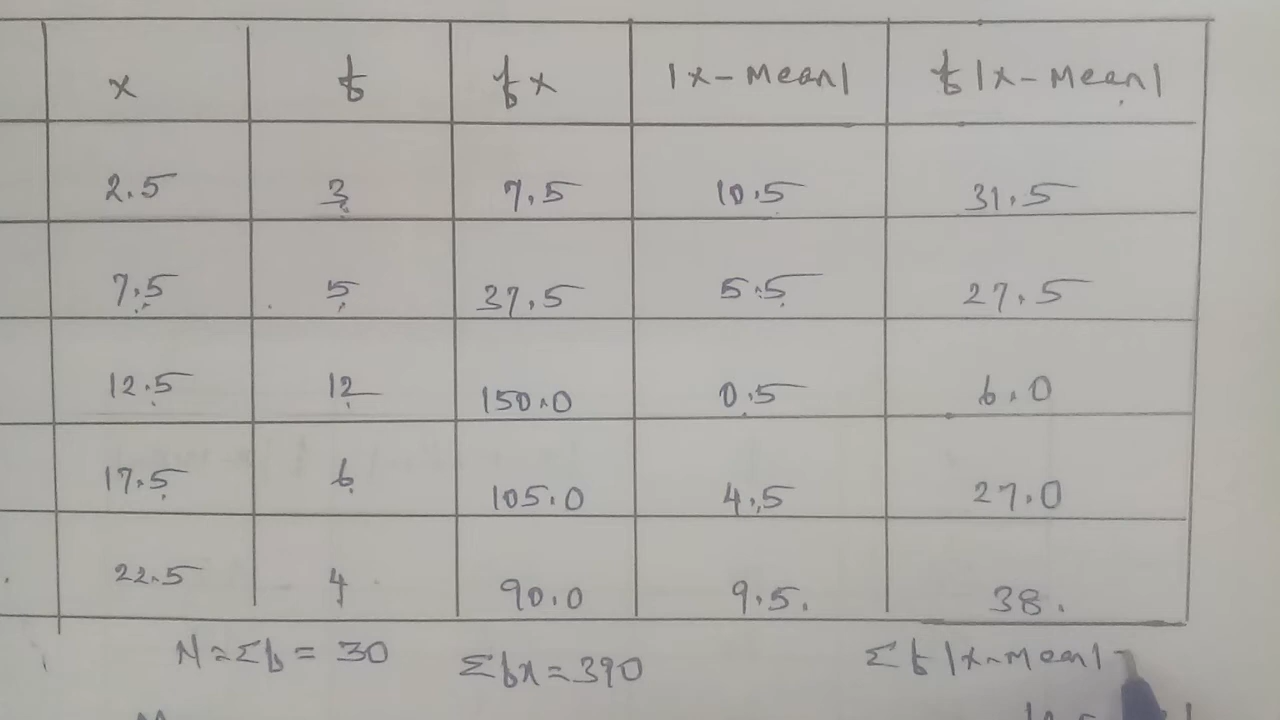 x f fx |x - Mean| f |x - Mean|
2.5 3 7.5 10.5 31.5
7.5 5 37.5 5.5 27.5
12.5 12 150.0 0.5 6.0
17.5 6 105.0 4.5 27.0
22.5 4 90.0 9.5. 38.
N = Σf = 30 Σfx = 390 Σ f |x - Mean| =